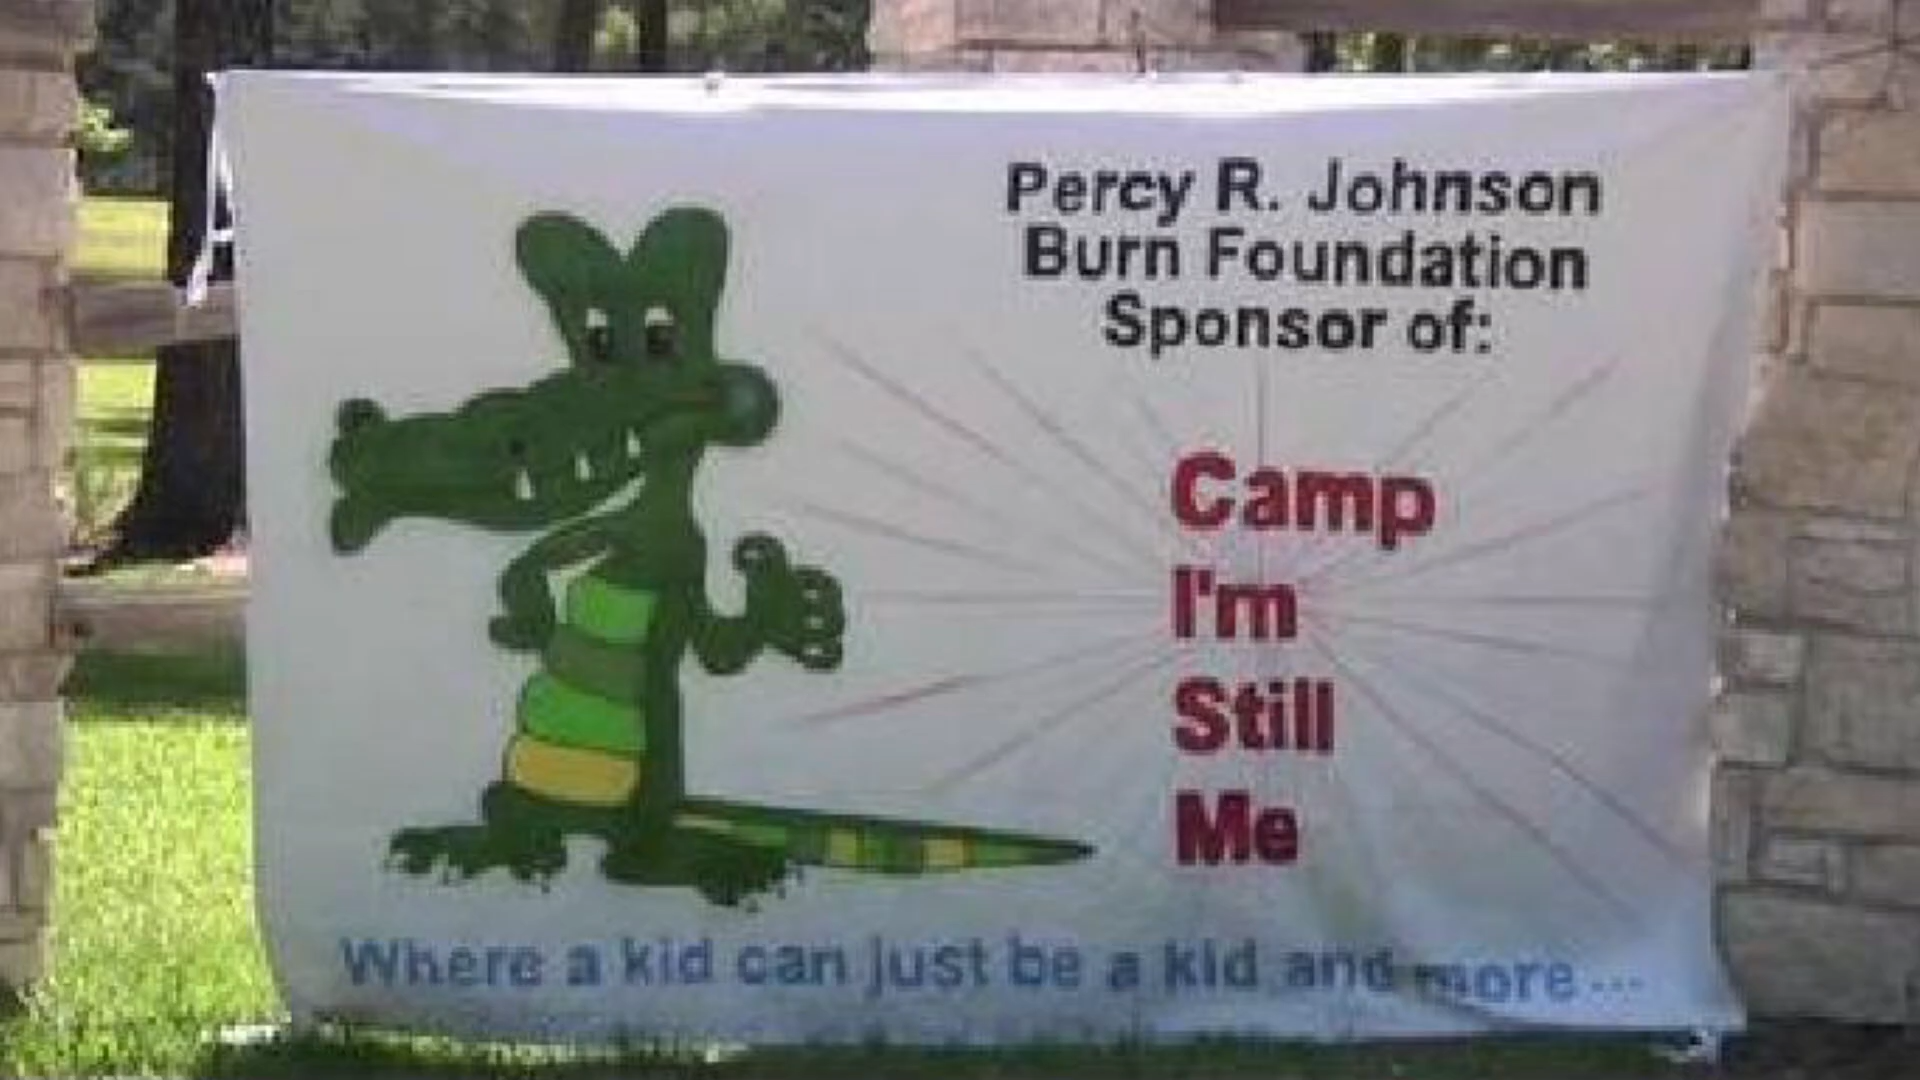 Percy R. Johnson
Burn Foundation
Sponsor of:
Camp
I'm
Still
Me
Where a kid can just be a kid and more...